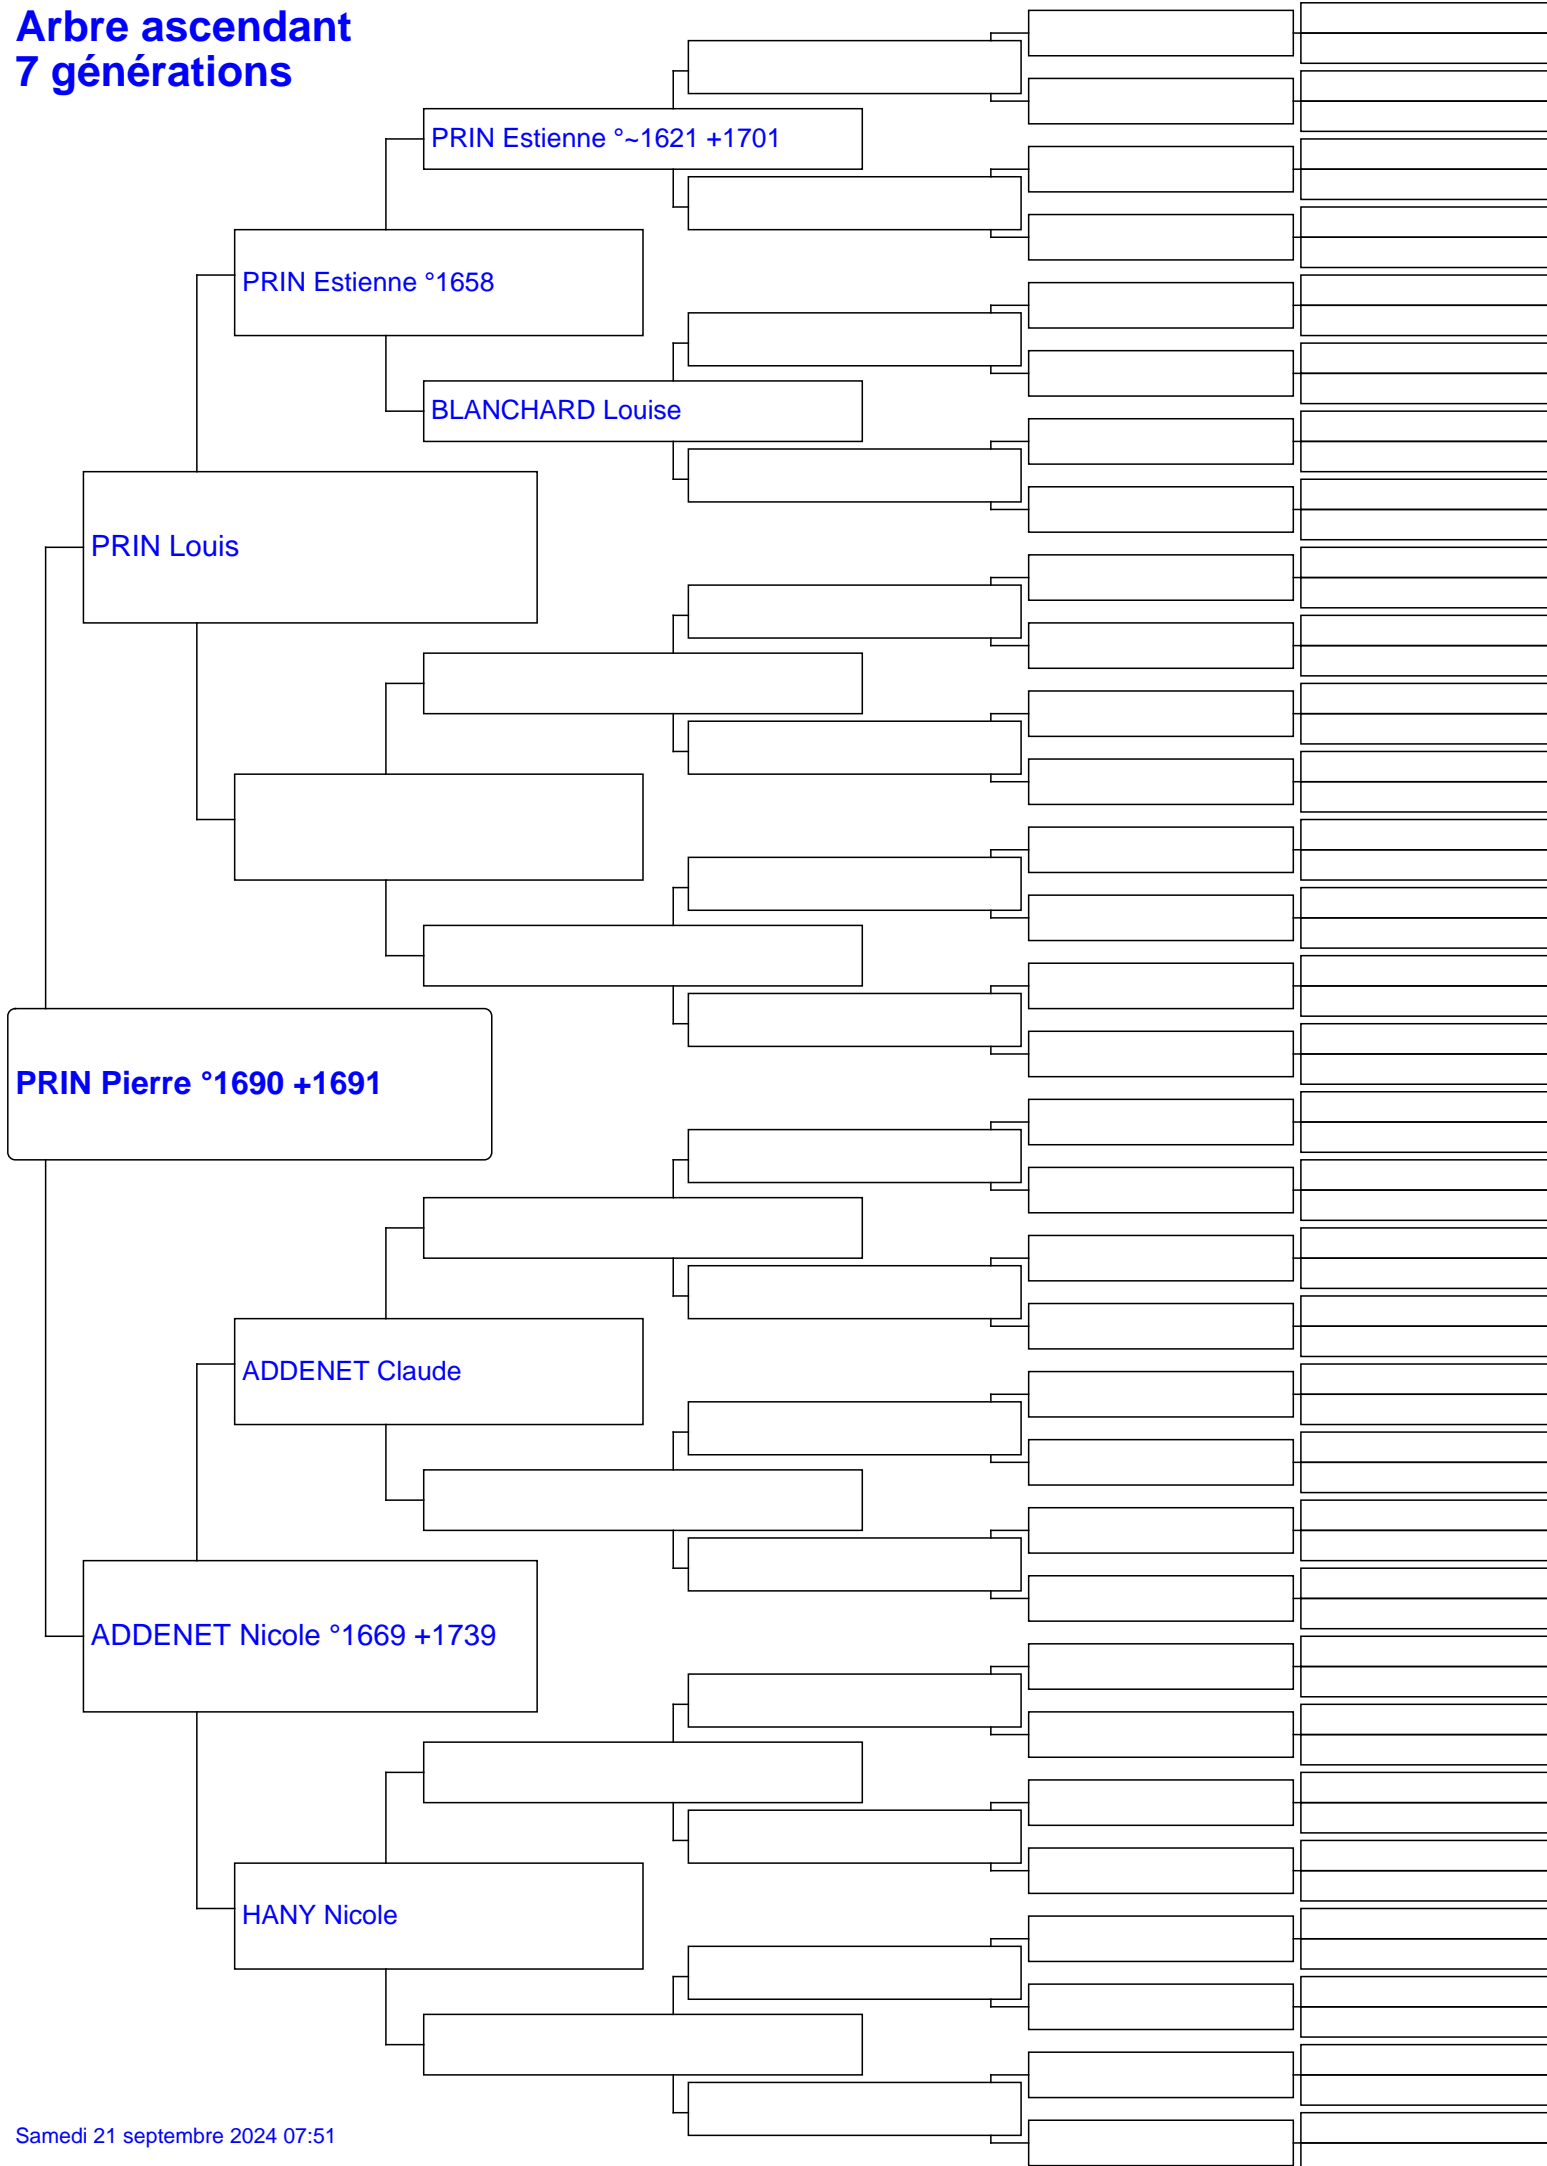 Arbre ascendant
7 générations
PRIN Estienne °~1621 +1701
PRIN Estienne °1658
BLANCHARD Louise
PRIN Louis
PRIN Pierre °1690 +1691
ADDENET Claude
ADDENET Nicole °1669 +1739
HANY Nicole
Samedi 21 septembre 2024 07:51